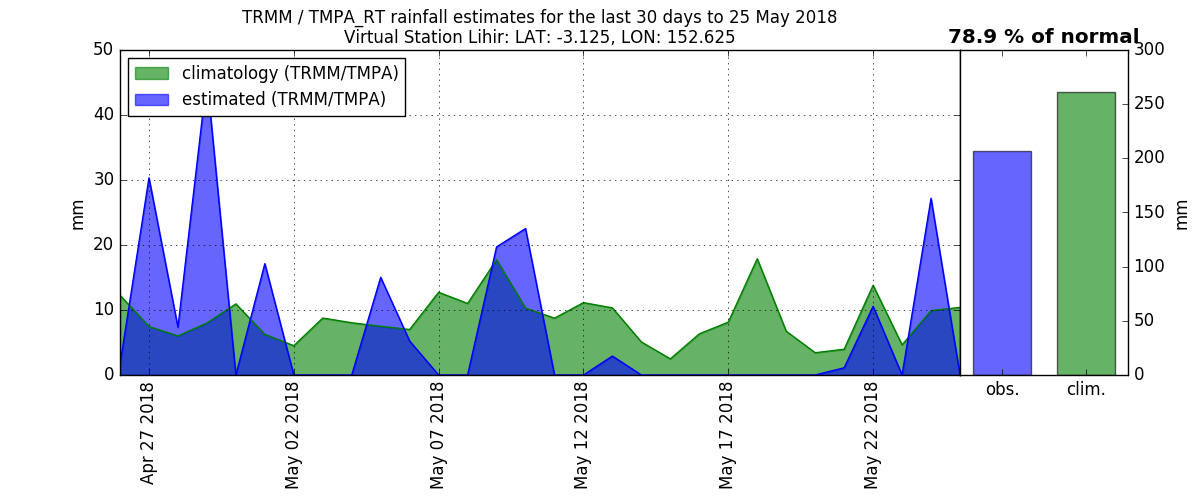 TRMM / TMPA_RT rainfall estimates for the last 30 days to 25 May 2018
Virtual Station Lihir: LAT: -3.125, LON: 152.625
78.9 % of normal
climatology (TRMM/TMPA)
estimated (TRMM/TMPA)
50
40
30
20
10
0
mm
Apr 27 2018
May 02 2018
May 07 2018
May 12 2018
May 17 2018
May 22 2018
300
250
200
150
100
50
0
mm
obs.
clim.